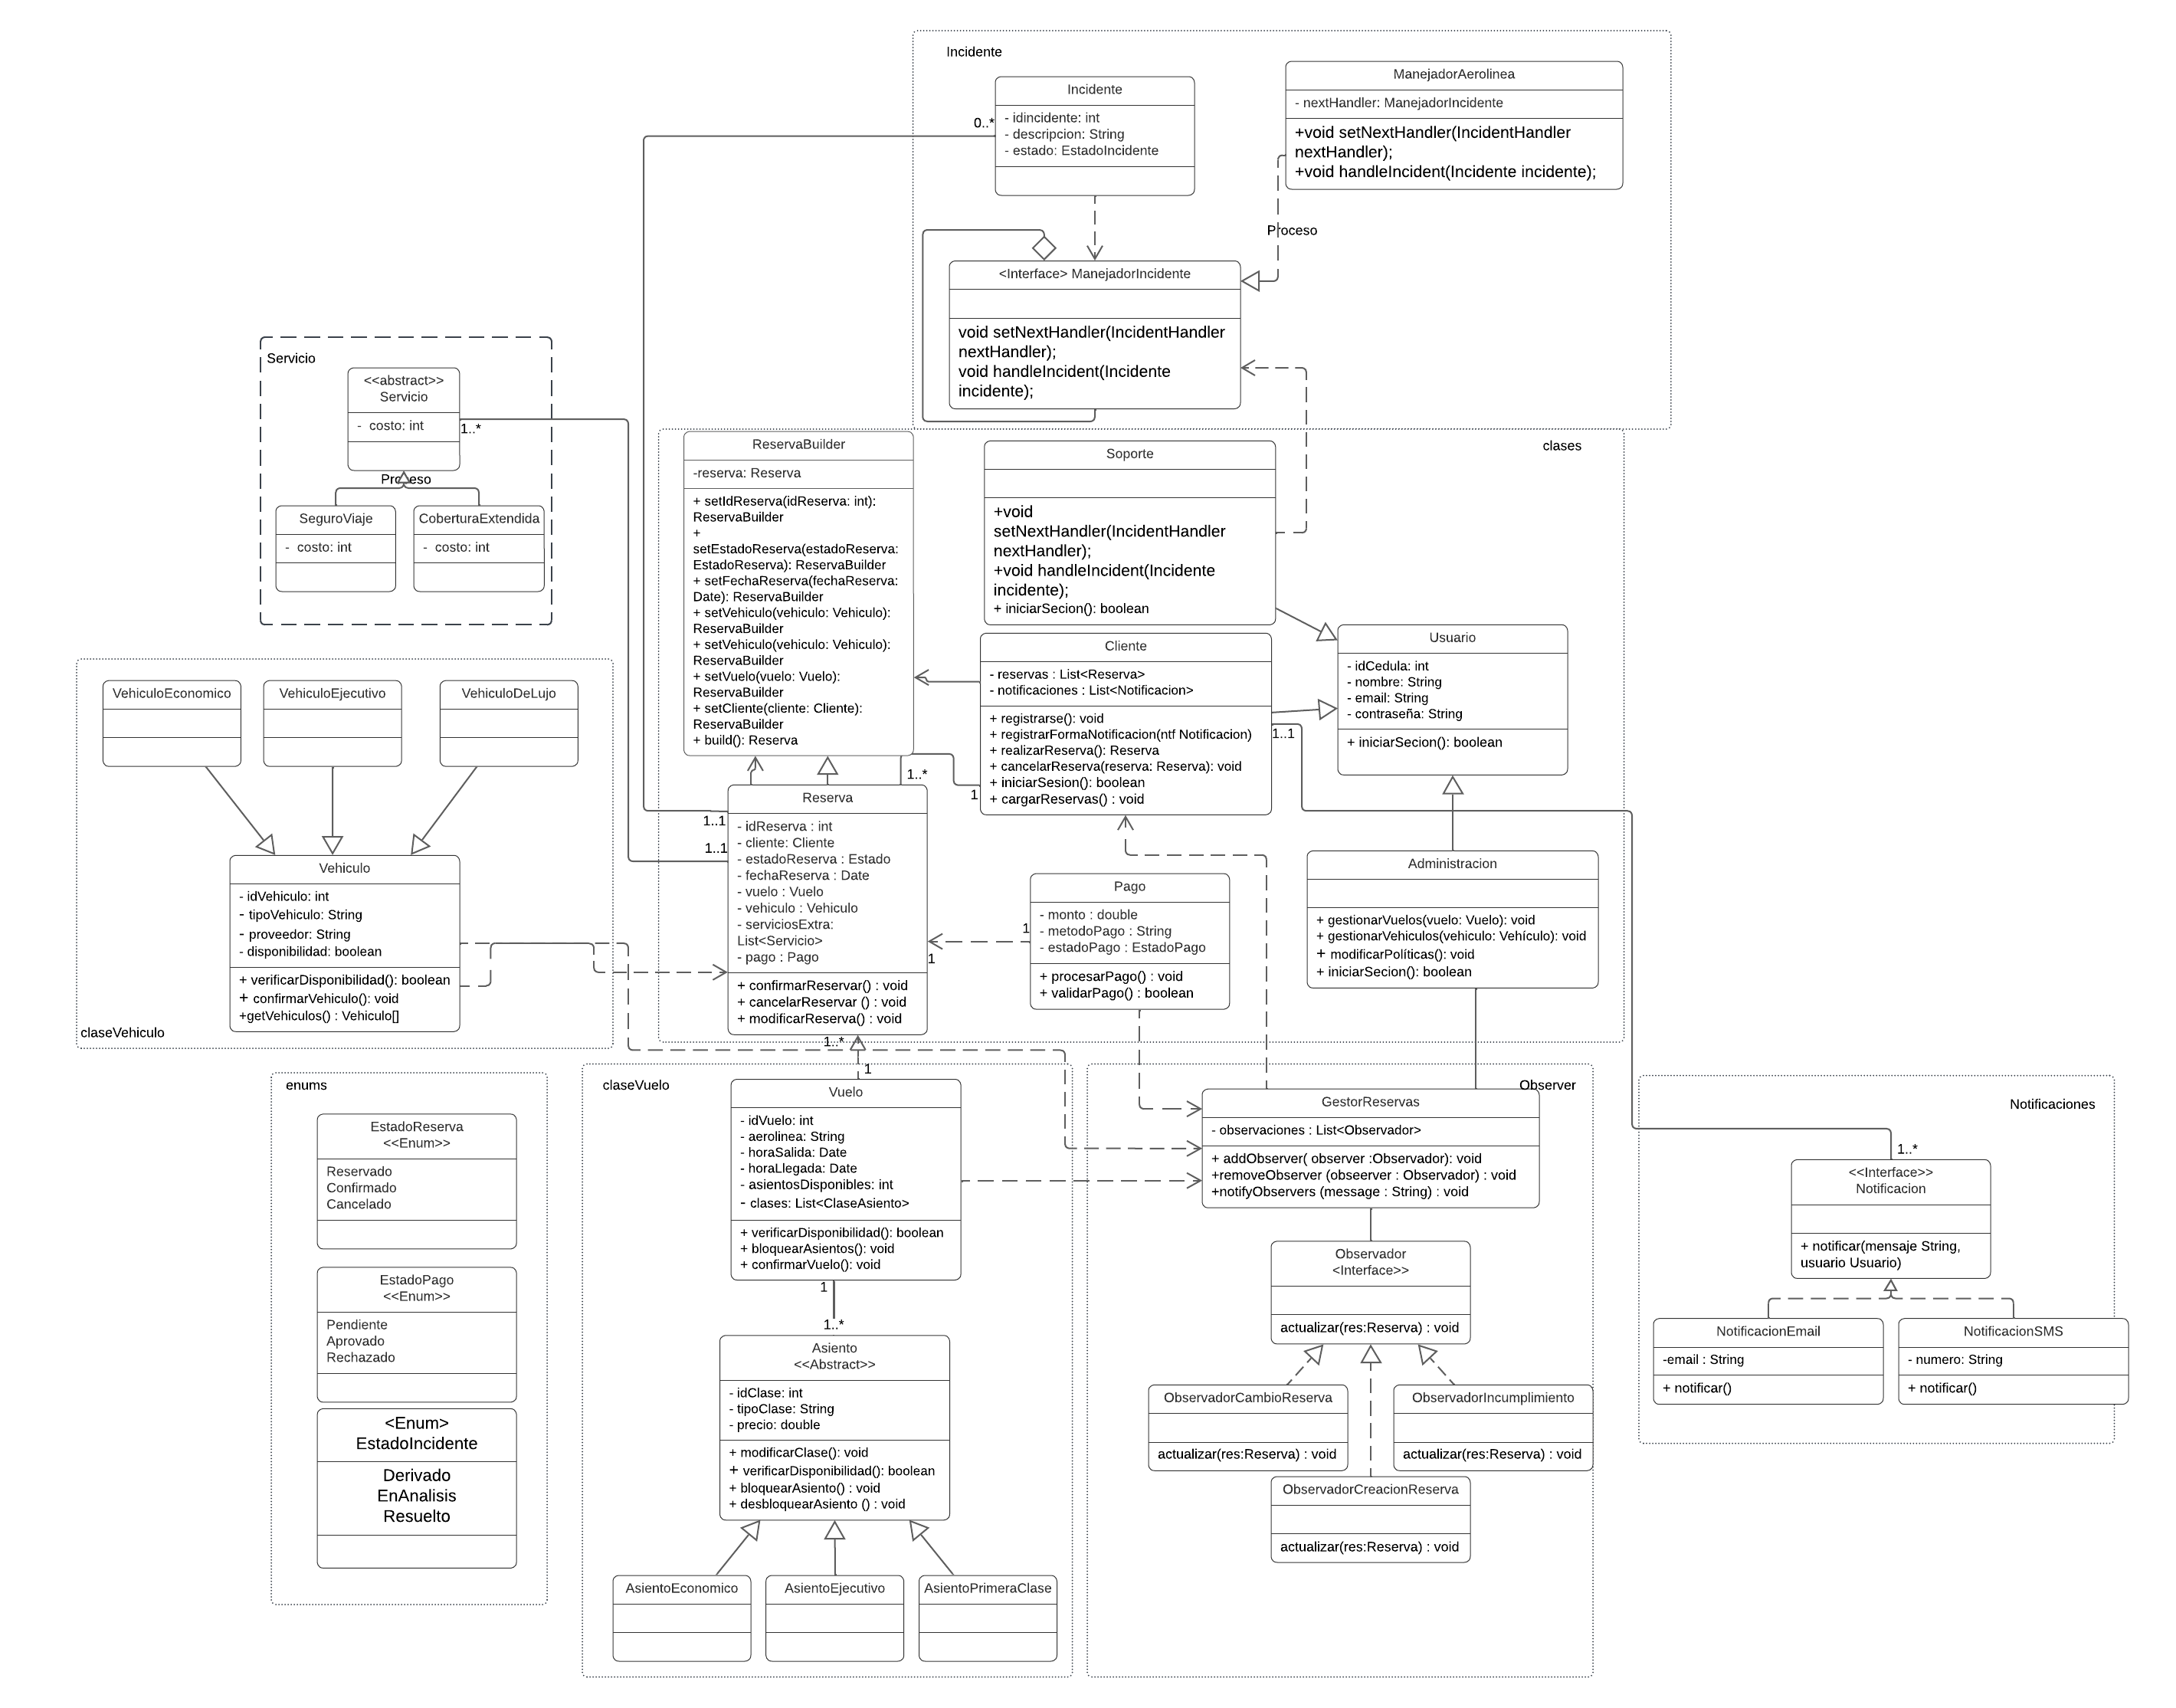 Incidente
Incidente
- idincidente: int
- descripcion: String
- estado: EstadoIncidente
0..*
ManejadorAerolinea
- nextHandler: ManejadorIncidente
+void setNextHandler(IncidentHandler
nextHandler);
+void handleIncident(Incidente incidente);
Proceso
<Interface> ManejadorIncidente
void setNextHandler(IncidentHandler
nextHandler);
void handleIncident(Incidente
incidente);
Servicio
<<abstract>>
Servicio
- costo: int
1..*
Proceso
SeguroViaje
- costo: int
CoberturaExtendida
- costo: int
clases
ReservaBuilder
-reserva: Reserva
+ setIdReserva(idReserva: int):
ReservaBuilder
+
setEstadoReserva(estadoReserva:
EstadoReserva): ReservaBuilder
+ setFechaReserva(fechaReserva:
Date): ReservaBuilder
+ setVehiculo(vehiculo: Vehiculo):
ReservaBuilder
+ setVehiculo(vehiculo: Vehiculo):
ReservaBuilder
+ setVuelo(vuelo: Vuelo):
ReservaBuilder
+ setCliente(cliente: Cliente):
ReservaBuilder
+ build(): Reserva
Soporte
+void
setNextHandler(IncidentHandler
nextHandler);
+void handleIncident(Incidente
incidente);
+ iniciarSecion(): boolean
Cliente
- reservas : List<Reserva>
- notificaciones : List<Notificacion>
+ registrarse(): void
+ registrarFormaNotificacion(ntf Notificacion)
+ realizarReserva(): Reserva
+ cancelarReserva(reserva: Reserva): void
+ iniciarSesion(): boolean
+ cargarReservas() : void
1..1
1..*
1
Usuario
- idCedula: int
- nombre: String
- email: String
- contraseña: String
+ iniciarSecion(): boolean
VehiculoEconomico
VehiculoEjecutivo
VehiculoDeLujo
Vehiculo
- idVehiculo: int
- tipoVehiculo: String
- proveedor: String
- disponibilidad: boolean
+ verificarDisponibilidad(): boolean
+ confirmarVehiculo(): void
+getVehiculos() : Vehiculo[]
claseVehiculo
1..1
1..1
Reserva
- idReserva : int
- cliente: Cliente
- estadoReserva : Estado
- fechaReserva : Date
- vuelo : Vuelo
- vehiculo : Vehiculo
- serviciosExtra:
List<Servicio>
- pago : Pago
+ confirmarReservar() : void
+ cancelarReservar () : void
+ modificarReserva() : void
1..*
1
1
1
Pago
- monto : double
- metodoPago : String
- estadoPago : EstadoPago
+ procesarPago() : void
+ validarPago() : boolean
Administracion
+ gestionarVuelos(vuelo: Vuelo): void
+ gestionarVehiculos(vehiculo: Vehículo): void
+ modificarPolíticas(): void
+ iniciarSecion(): boolean
enums
EstadoReserva
<<Enum>>
Reservado
Confirmado
Cancelado
EstadoPago
<<Enum>>
Pendiente
Aprovado
Rechazado
<Enum>
EstadoIncidente
Derivado
EnAnalisis
Resuelto
claseVuelo
Vuelo
- idVuelo: int
- aerolinea: String
- horaSalida: Date
- horaLlegada: Date
- asientosDisponibles: int
- clases: List<ClaseAsiento>
+ verificarDisponibilidad(): boolean
+ bloquearAsientos(): void
+ confirmarVuelo(): void
1
1..*
Asiento
<<Abstract>>
- idClase: int
- tipoClase: String
- precio: double
+ modificarClase(): void
+ verificarDisponibilidad(): boolean
+ bloquearAsiento() : void
+ desbloquearAsiento () : void
AsientoEconomico
AsientoEjecutivo
AsientoPrimeraClase
Observer
GestorReservas
- observaciones : List<Observador>
+ addObserver( observer :Observador): void
+removeObserver (obseerver : Observador) : void
+notifyObservers (message : String) : void
Observador
<Interface>>
actualizar(res:Reserva) : void
ObservadorCambioReserva
actualizar(res:Reserva) : void
ObservadorIncumplimiento
actualizar(res:Reserva) : void
ObservadorCreacionReserva
actualizar(res:Reserva) : void
Notificaciones
1..*
<<Interface>>
Notificacion
+ notificar(mensaje String,
usuario Usuario)
NotificacionEmail
-email : String
+ notificar()
NotificacionSMS
- numero: String
+ notificar()